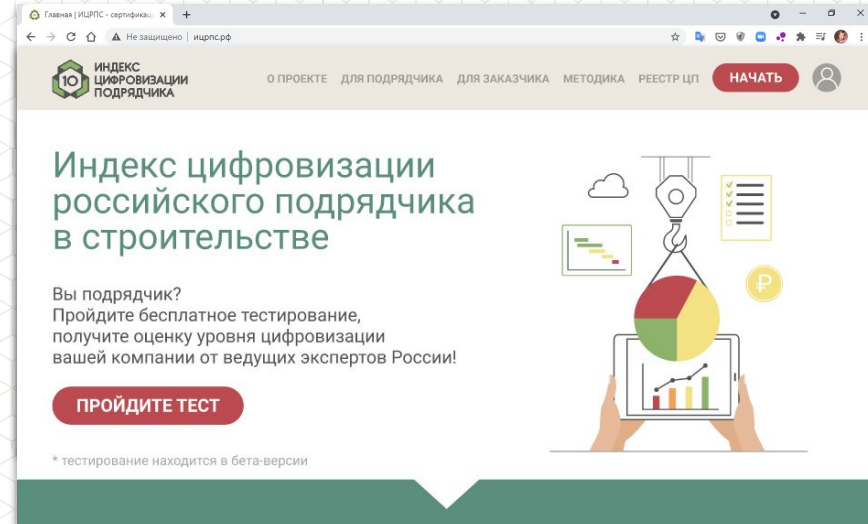 Главная | ИЦРПС - сертификац
Не защищено | ицрпс.рф
10
ИНДЕКС
ЦИФРОВИЗАЦИИ
ПОДРЯДЧИКА
О ПРОЕКТЕ ДЛЯ ПОДРЯДЧИКА ДЛЯ ЗАКАЗЧИКА МЕТОДИКА РЕЕСТР ЦП НАЧАТЬ
Индекс цифровизации
российского подрядчика
в строительстве
Вы подрядчик?
Пройдите бесплатное тестирование,
получите оценку уровня цифровизации
вашей компании от ведущих экспертов России!
ПРОЙДИТЕ ТЕСТ
* тестирование находится в бета-версии
₽